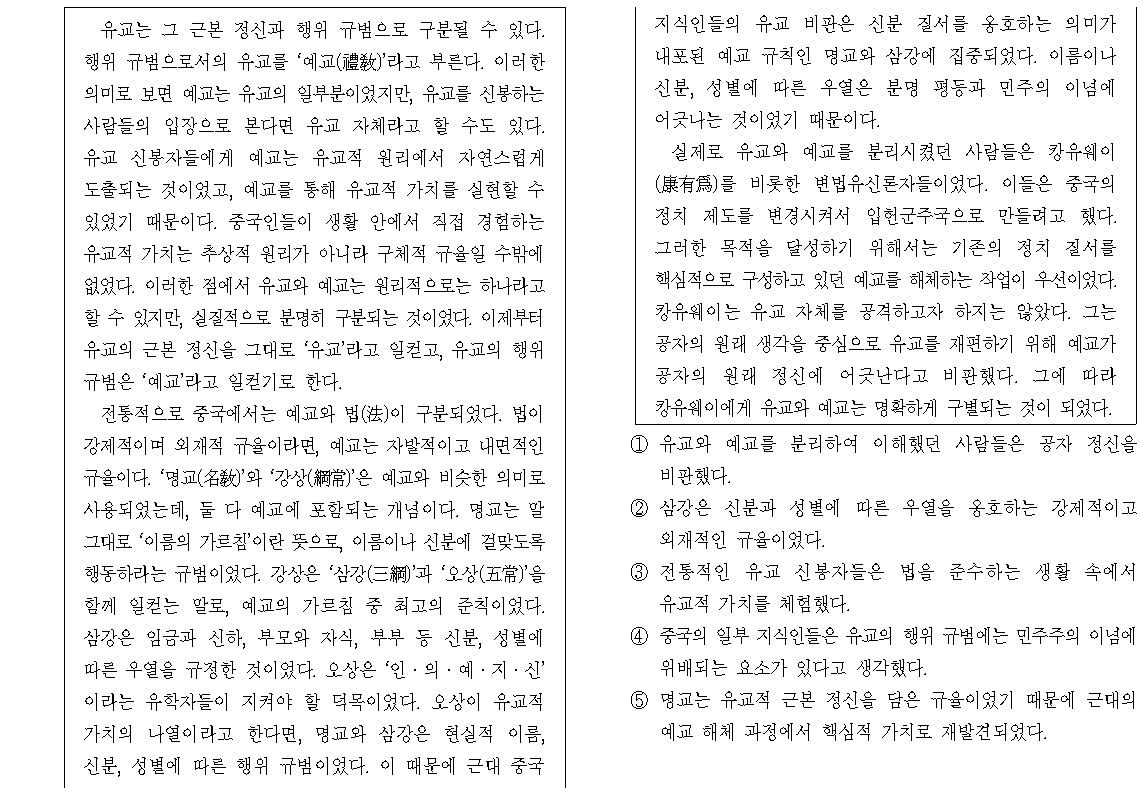 유교는 그 근본 정신과 행위 규범으로 구분될 수 있다.
행위 규범으로서의 유교를 ‘예교(禮敎)’라고 부른다. 이러한
의미로 보면 예교는 유교의 일부분이었지만, 유교를 신봉하는
사람들의 입장으로 본다면 유교 자체라고 할 수도 있다.
유교 신봉자들에게 예교는 유교적 원리에서 자연스럽게
도출되는 것이었고, 예교를 통해 유교적 가치를 실현할 수
있었기 때문이다. 중국인들이 생활 안에서 직접 경험하는
유교적 가치는 추상적 원리가 아니라 구체적 규율일 수밖에
없었다. 이러한 점에서 유교와 예교는 원리적으로는 하나라고
할 수 있지만, 실질적으로 분명히 구분되는 것이었다. 이제부터
유교의 근본 정신을 그대로 ‘유교’라고 일컫고, 유교의 행위
규범은 ‘예교’라고 일컫기로 한다.
전통적으로 중국에서는 예교와 법(法)이 구분되었다. 법이
강제적이며 외재적 규율이라면, 예교는 자발적이고 내면적인
규율이다. ‘명교(名敎)’와 ‘강상(綱常)’은 예교와 비슷한 의미로
사용되었는데, 둘 다 예교에 포함되는 개념이다. 명교는 말
그대로 ‘이름의 가르침’이란 뜻으로, 이름이나 신분에 걸맞도록
행동하라는 규범이었다. 강상은 ‘삼강(三綱)’과 ‘오상(五常)’을
함께 일컫는 말로, 예교의 가르침 중 최고의 준칙이었다.
삼강은 임금과 신하, 부모와 자식, 부부 등 신분, 성별에
따른 우열을 규정한 것이었다. 오상은 ‘인·의·예·지·신’
이라는 유학자들이 지켜야 할 덕목이었다. 오상이 유교적
가치의 나열이라고 한다면, 명교와 삼강은 현실적 이름,
신분, 성별에 따른 행위 규범이었다. 이 때문에 근대 중국
지식인들의 유교 비판은 신분 질서를 옹호하는 의미가
내포된 예교 규칙인 명교와 삼강에 집중되었다. 이름이나
신분, 성별에 따른 우열은 분명 평등과 민주의 이념에
어긋나는 것이었기 때문이다.
실제로 유교와 예교를 분리시켰던 사람들은 캉유웨이
(康有爲)를 비롯한 변법유신론자들이었다. 이들은 중국의
정치 제도를 변경시켜서 입헌군주국으로 만들려고 했다.
그러한 목적을 달성하기 위해서는 기존의 정치 질서를
핵심적으로 구성하고 있던 예교를 해체하는 작업이 우선이었다.
캉유웨이는 유교 자체를 공격하고자 하지는 않았다. 그는
공자의 원래 생각을 중심으로 유교를 재편하기 위해 예교가
공자의 원래 정신에 어긋난다고 비판했다. 그에 따라
캉유웨이에게 유교와 예교는 명확하게 구별되는 것이 되었다.
① 유교와 예교를 분리하여 이해했던 사람들은 공자 정신을
비판했다.
② 삼강은 신분과 성별에 따른 우열을 옹호하는 강제적이고
외재적인 규율이었다.
③ 전통적인 유교 신봉자들은 법을 준수하는 생활 속에서
유교적 가치를 체험했다.
④ 중국의 일부 지식인들은 유교의 행위 규범에는 민주주의 이념에
위배되는 요소가 있다고 생각했다.
⑤ 명교는 유교적 근본 정신을 담은 규율이었기 때문에 근대의
예교 해체 과정에서 핵심적 가치로 재발견되었다.